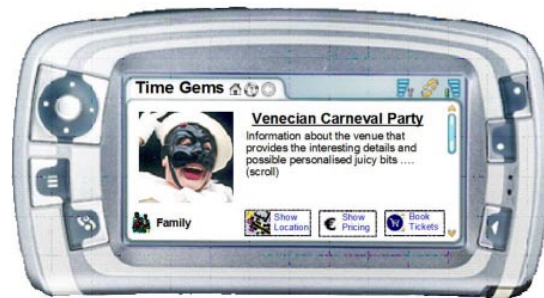 Time Gems
Venecian Carneval Party
Information about the venue that
provides the interesting details and
possible personalised juicy bits ....
(scroll)
Family
Show
Location
€ Show
Pricing
Book
Tickets